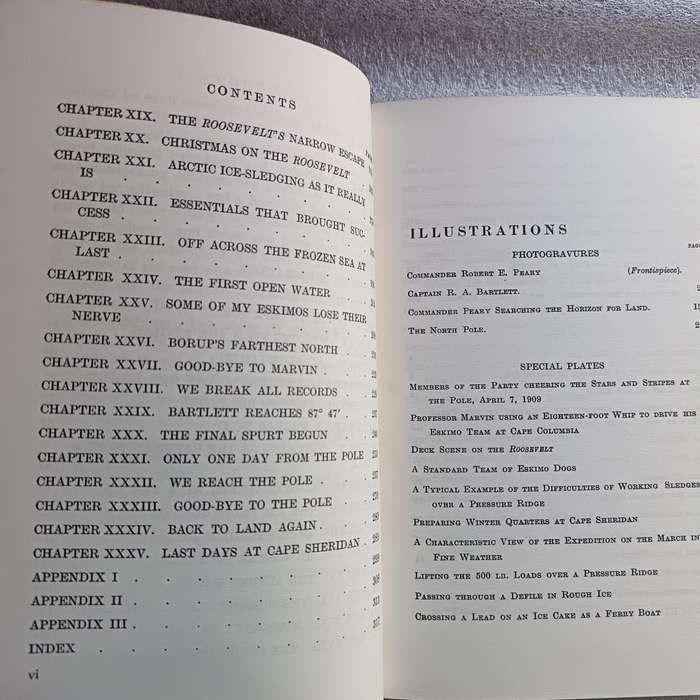 CONTENTS
CHAPTER XIX. THE ROOSEVELT'S NARROW ESCAPE
CHAPTER XX. CHRISTMAS ON THE ROOSEVELT .
CHAPTER XXI. ARCTIC ICE-SLEDGING AS IT REALLY
IS . . . . . . . .
CHAPTER XXII. ESSENTIALS THAT BROUGHT SUC-
CESS . . . . . . . .
CHAPTER XXIII. OFF ACROSS THE FROZEN SEA AT
LAST . . . . . . . .
CHAPTER XXIV. THE FIRST OPEN WATER . .
CHAPTER XXV. SOME OF MY ESKIMOS LOSE THEIR
NERVE . . . . . . .
CHAPTER XXVI. BORUP'S FARTHEST NORTH . .
CHAPTER XXVII. GOOD-BYE TO MARVIN . . .
CHAPTER XXVIII. WE BREAK ALL RECORDS . .
CHAPTER XXIX. BARTLETT REACHES 87° 47' . .
CHAPTER XXX. THE FINAL SPURT BEGUN . .
CHAPTER XXXI. ONLY ONE DAY FROM THE POLE
CHAPTER XXXII. WE REACH THE POLE . . .
CHAPTER XXXIII. GOOD-BYE TO THE POLE . .
CHAPTER XXXIV. BACK TO LAND AGAIN . . .
CHAPTER XXXV. LAST DAYS AT CAPE SHERIDAN .
APPENDIX I . . . . . . . .
APPENDIX II . . . . . . . .
APPENDIX III . . . . . . . .
INDEX . . . . . . . .
vi
ILLUSTRATIONS
PHOTOGRAVURES
COMMANDER ROBERT E. PEARY (Frontispiece).
CAPTAIN R. A. BARTLETT.
COMMANDER PEARY SEARCHING THE HORIZON FOR LAND.
THE NORTH POLE.
SPECIAL PLATES
MEMBERS OF THE PARTY CHEERING THE STARS AND STRIPES AT
THE POLE, APRIL 7, 1909
PROFESSOR MARVIN USING AN EIGHTEEN-FOOT WHIP TO DRIVE HIS
ESKIMO TEAM AT CAPE COLUMBIA
DECK SCENE ON THE ROOSEVELT
A STANDARD TEAM OF ESKIMO DOGS
A TYPICAL EXAMPLE OF THE DIFFICULTIES OF WORKING SLEDGES
OVER A PRESSURE RIDGE
PREPARING WINTER QUARTERS AT CAPE SHERIDAN
A CHARACTERISTIC VIEW OF THE EXPEDITION ON THE MARCH IN
FINE WEATHER
LIFTING THE 500 LB. LOADS OVER A PRESSURE RIDGE
PASSING THROUGH A DEFILE IN ROUGH ICE
CROSSING A LEAD ON AN ICE CAKE AS A FERRY BOAT